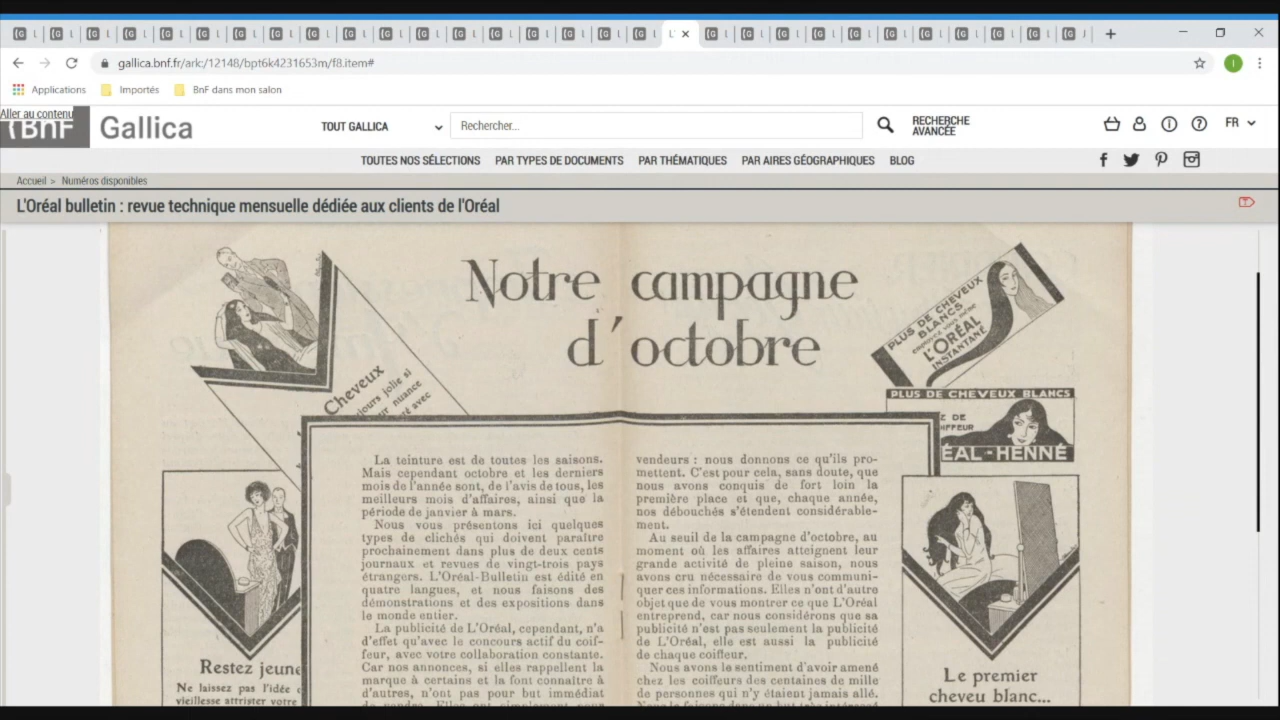 gallica.bnf.fr/ark:/12148/bpt6k4231653m/f8.item#
Applications
Importés
BnF dans mon salon
Aller au contenu
BnF
Gallica
TOUT GALLICA
Rechercher...
RECHERCHE
AVANCÉE
FR
TOUTES NOS SÉLECTIONS
PAR TYPES DE DOCUMENTS
PAR THÉMATIQUES
PAR AIRES GÉOGRAPHIQUES
BLOG
Accueil > Numéros disponibles
L'Oréal bulletin : revue technique mensuelle dédiée aux clients de l'Oréal
Notre campagne
d'octobre
Cheveux
jours jolie si
nuance
avec
PLUS DE CHEVEUX
BLANCS
L'ORÉAL
INSTANTANÉ
PLUS DE CHEVEUX BLANCS
DE
IFFEUR
ÉAL-HENNÉ
La teinture est de toutes les saisons.
Mais cependant octobre et les derniers
mois de l'année sont, de l'avis de tous, les
meilleurs mois d'affaires, ainsi que la
période de janvier à mars.
Nous vous présentons ici quelques
types de clichés qui doivent paraître
prochainement dans plus de deux cents
journaux et revues de vingt-trois pays
étrangers. L'Oréal-Bulletin est édité en
quatre langues, et nous faisons des
démonstrations et des expositions dans
le monde entier.
La publicité de L'Oréal, cependant, n'a
d'effet qu'avec le concours actif du coif-
feur, avec votre collaboration constante.
Car nos annonces, si elles rappellent la
marque à certains et la font connaître à
d'autres, n'ont pas pour but immédiat
vendeurs : nous donnons ce qu'ils pro-
mettent. C'est pour cela, sans doute, que
nous avons conquis de fort loin la
première place et que, chaque année,
nos débouchés s'étendent considérable-
ment.
Au seuil de la campagne d'octobre, au
moment où les affaires atteignent leur
grande activité de pleine saison, nous
avons cru nécessaire de vous communi-
quer ces informations. Elles n'ont d'autre
objet que de vous montrer ce que L'Oréal
entreprend, car nous considérons que sa
publicité n'est pas seulement la publicité
de L'Oréal, elle est aussi la publicité
de chaque coiffeur.
Nous avons le sentiment d'avoir amené
chez les coiffeurs des centaines de mille
de personnes qui n'y étaient jamais allé.
Restez jeune
Ne laissez pas l'idée
vieillesse attrister votre
Le premier
cheveu blanc...